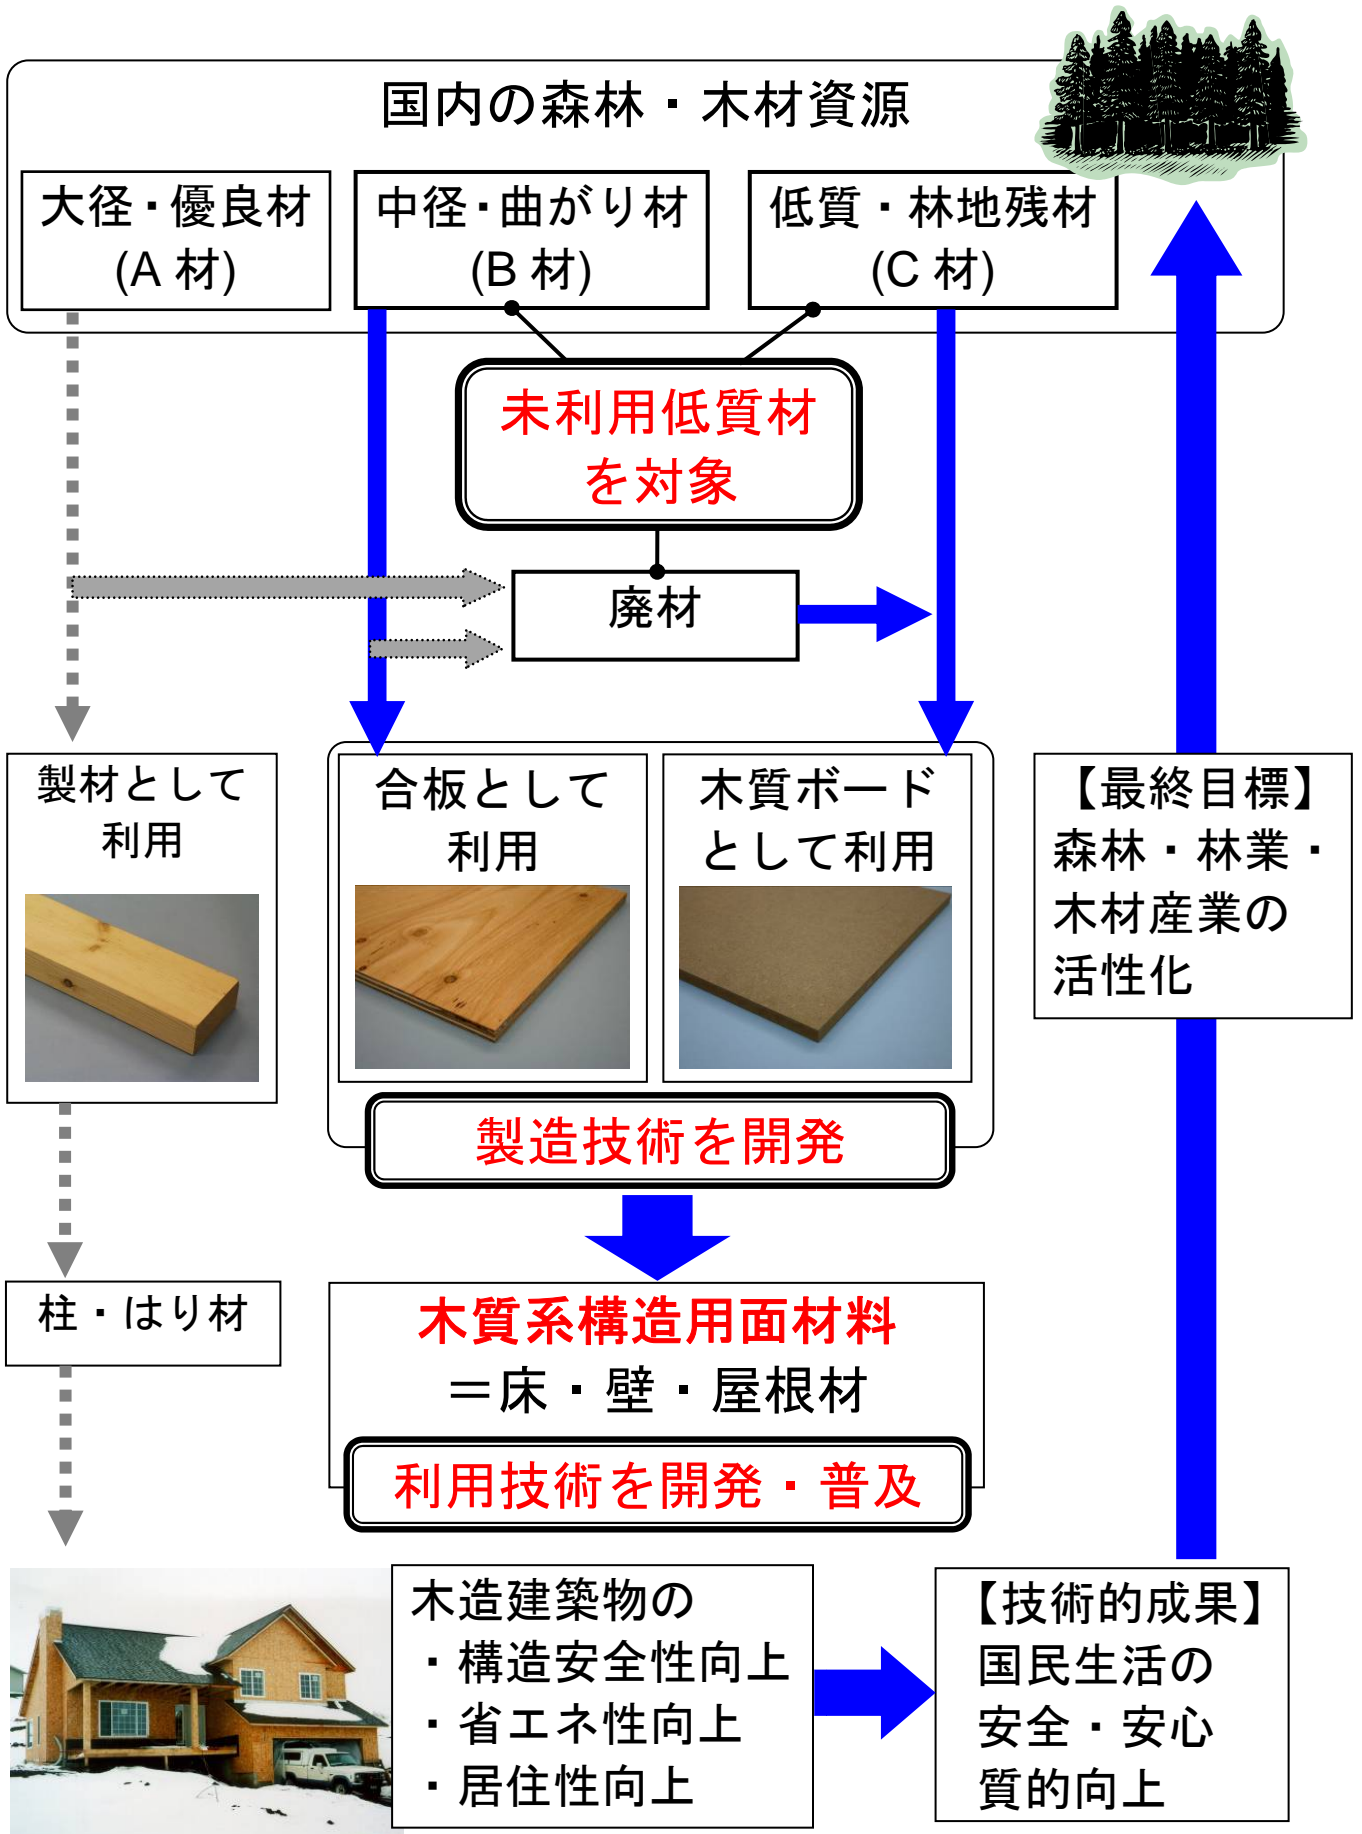 国内の森林・木材資源
大径・優良材
(A 材)
中径・曲がり材
(B 材)
低質・林地残材
(C 材)
未利用低質材
を対象
廃材
製材として
利用
合板として
利用
木質ボード
として利用
【最終目標】
森林・林業・
木材産業の
活性化
製造技術を開発
柱・はり材
木質系構造用面材料
＝床・壁・屋根材
利用技術を開発・普及
木造建築物の
・構造安全性向上
・省エネ性向上
・居住性向上
【技術的成果】
国民生活の
安全・安心
質的向上